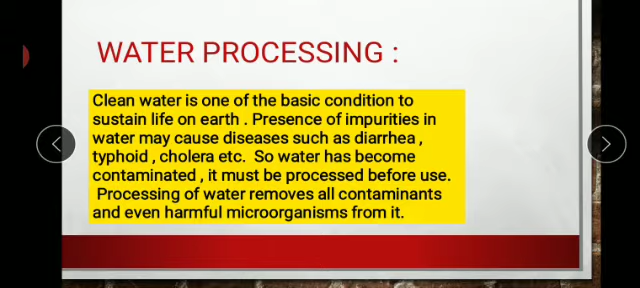 WATER PROCESSING :
Clean water is one of the basic condition to
sustain life on earth . Presence of impurities in
water may cause diseases such as diarrhea ,
typhoid , cholera etc.  So water has become
contaminated , it must be processed before use.
Processing of water removes all contaminants
and even harmful microorganisms from it.